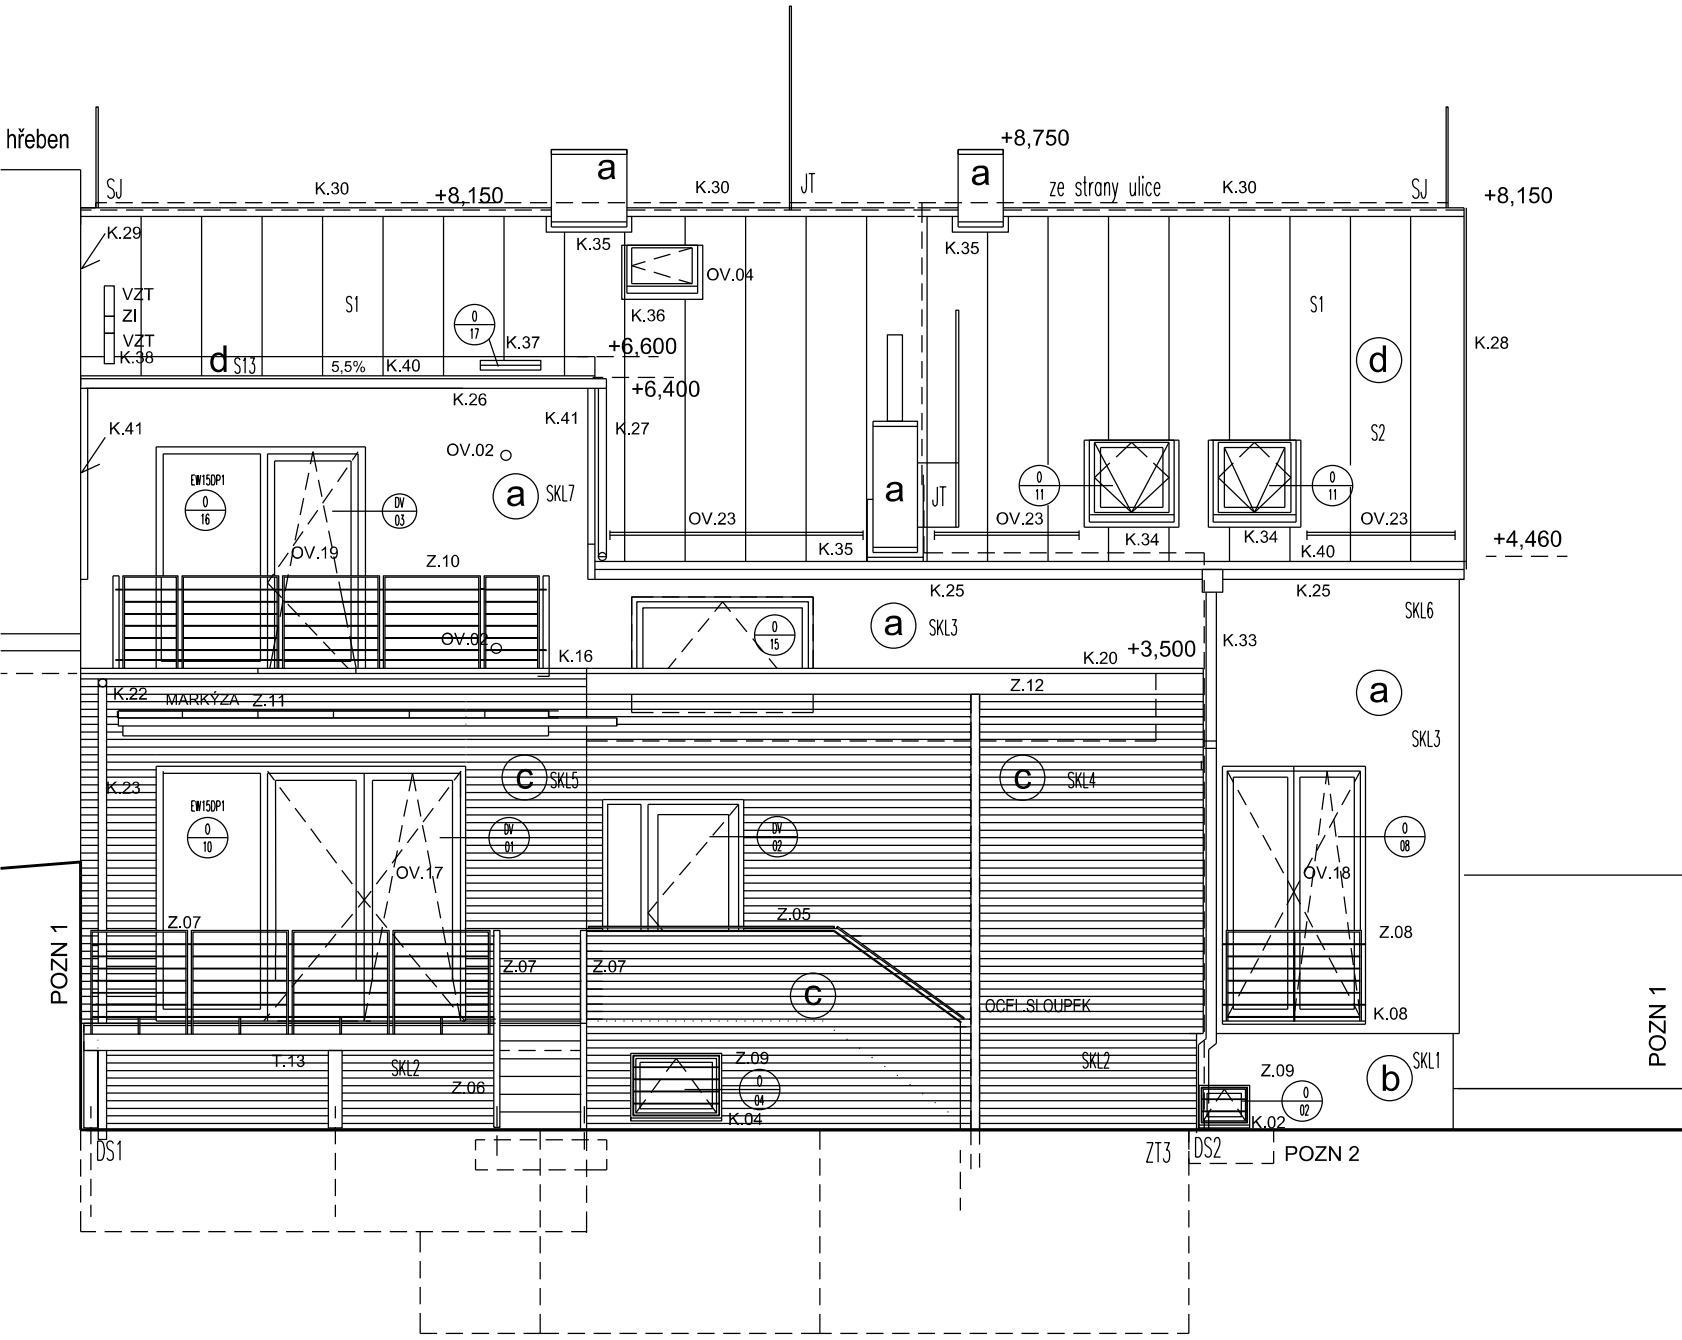 hřeben
+8,750
a
a
SJ
K.30
+8,150
K.30
JT
ze strany ulice
K.30
SJ
+8,150
K.29
K.35
K.35
OV.04
VZT
ZI
VZT
K.38
S1
S1
0
17
K.36
K.37
+6,600
K.28
d
S13
5,5%
K.40
d
+6,400
K.26
K.41
K.27
K.41
S2
OV.02
EW15DP1
0
16
DV
03
a
SKL7
a
JT
0
11
0
11
OV.23
OV.23
OV.23
OV.19
K.35
K.34
K.34
K.40
+4,460
Z.10
K.25
K.25
SKL6
a
SKL3
0
15
OV.02
K.16
K.20
+3,500
K.33
K.22
MARKÝZA
Z.11
Z.12
a
SKL3
K.23
c
SKL5
c
SKL4
EW15DP1
0
10
DV
01
DV
02
0
08
OV.17
OV.18
Z.07
Z.05
Z.08
POZN 1
Z.07
Z.07
c
OCEL.SLOUPEK
K.08
POZN 1
T.13
SKL2
Z.06
Z.09
0
04
K.04
SKL2
Z.09
0
02
K.02
b
SKL1
DS1
ZT3
DS2
POZN 2